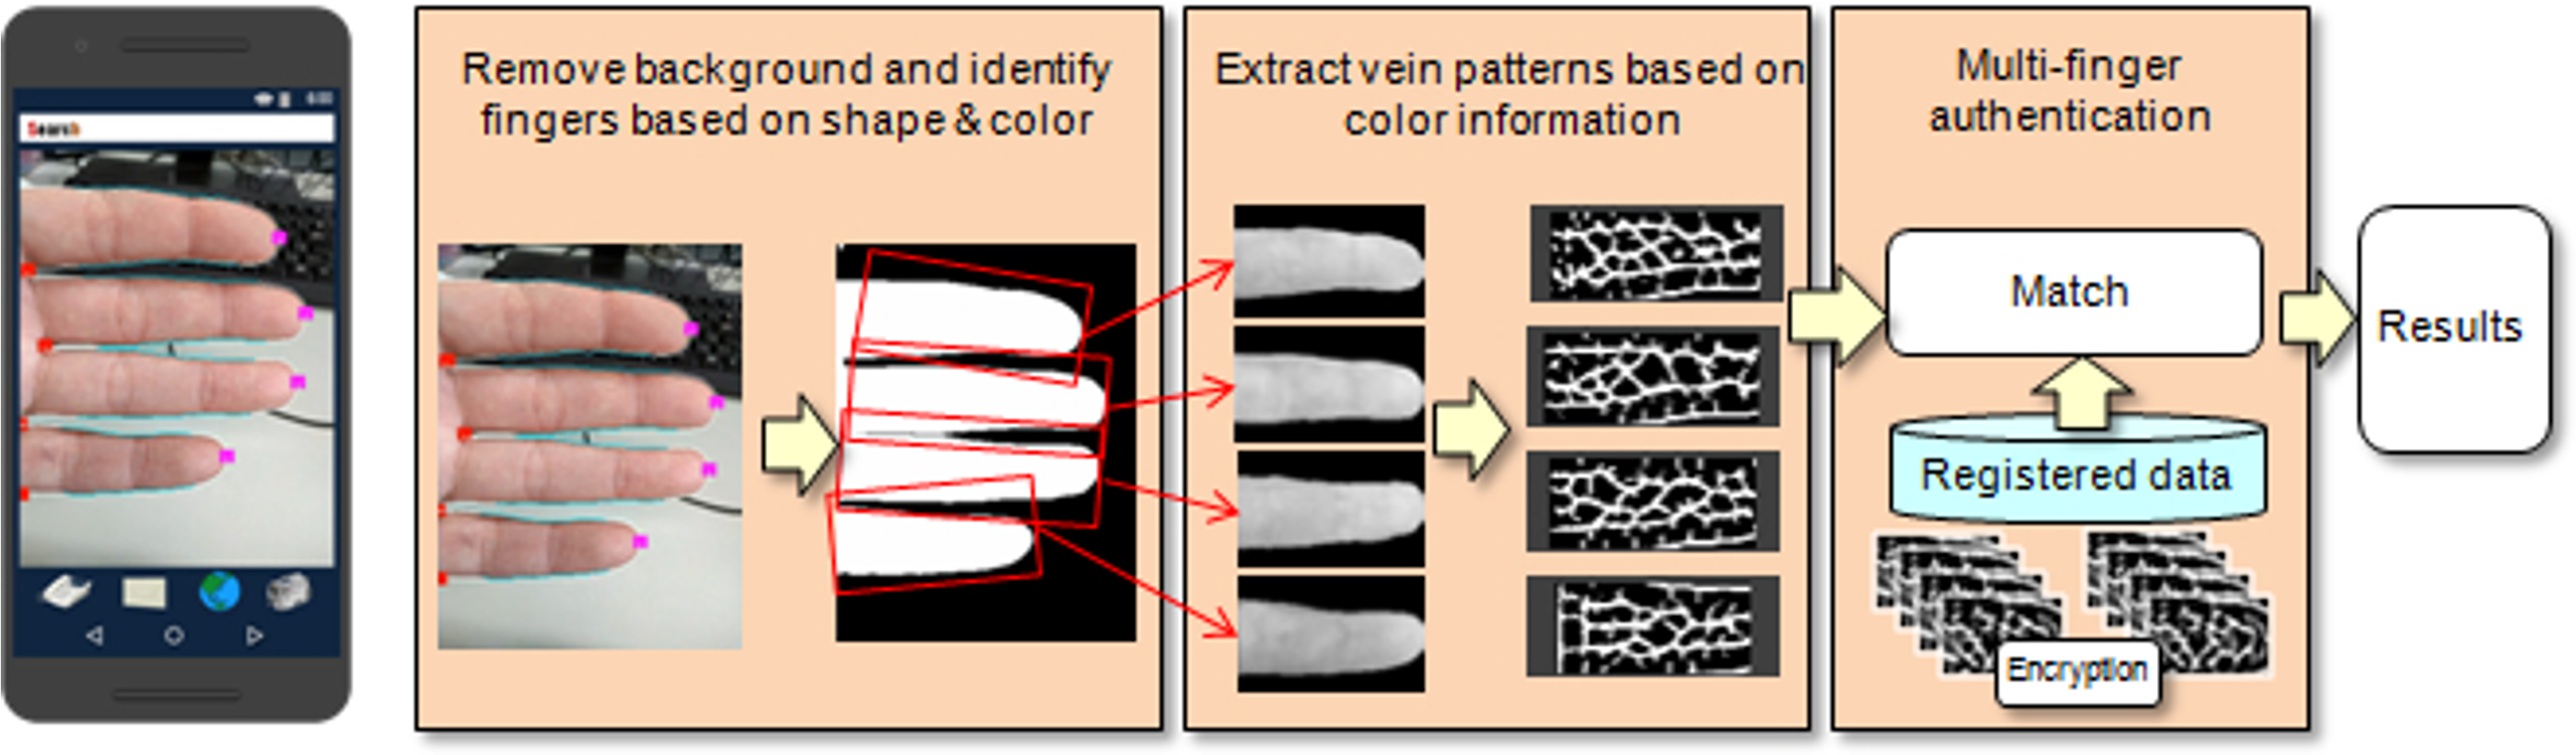 Search
Remove background and identify
fingers based on shape & color
Extract vein patterns based on
color information
Multi-finger
authentication
Match
Registered data
Encryption
Results